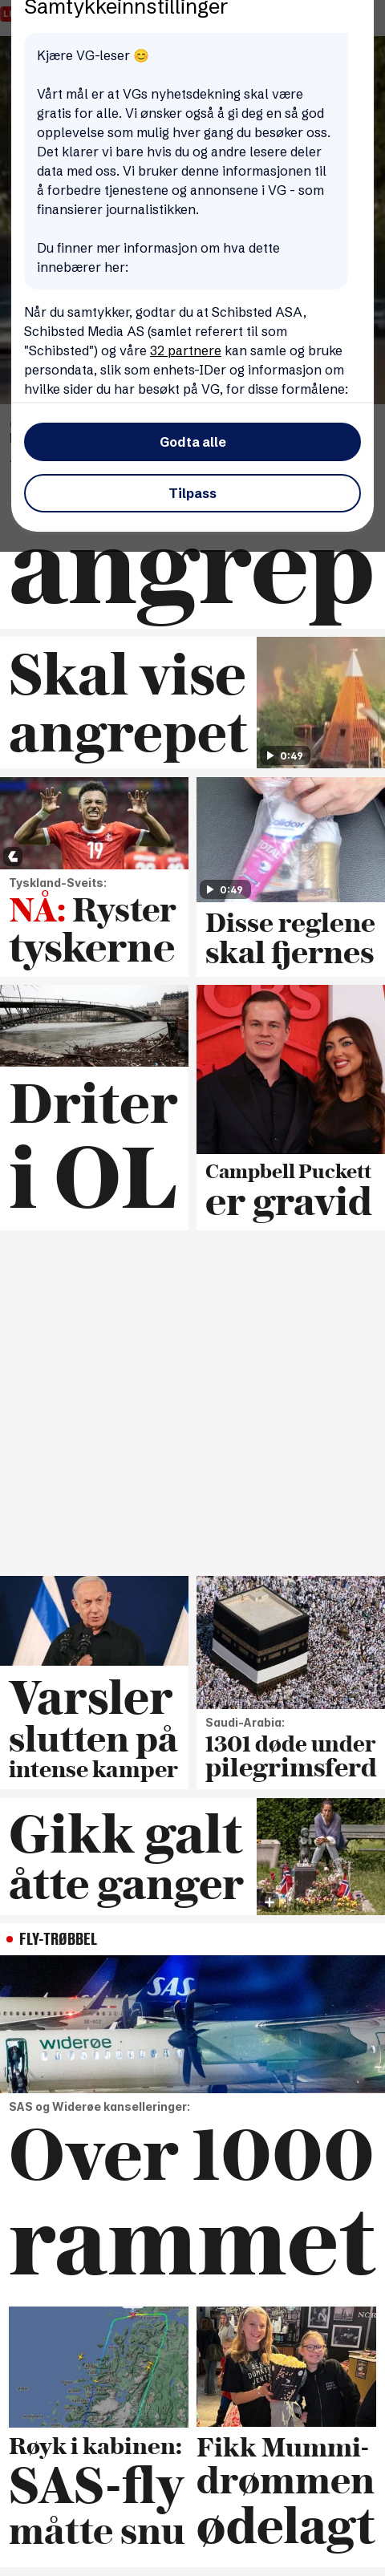 Samtykkeinnstillinger
Kjære VG-leser 😊
Vårt mål er at VGs nyhetsdekning skal være
gratis for alle. Vi ønsker også å gi deg en så god
opplevelse som mulig hver gang du besøker oss.
Det klarer vi bare hvis du og andre lesere deler
data med oss. Vi bruker denne informasjonen til
å forbedre tjenestene og annonsene i VG - som
finansierer journalistikken.
Du finner mer informasjon om hva dette
innebærer her:
Når du samtykker, godtar du at Schibsted ASA,
Schibsted Media AS (samlet referert til som
"Schibsted") og våre 32 partnere kan samle og bruke
persondata, slik som enhets-IDer og informasjon om
hvilke sider du har besøkt på VG, for disse formålene:
Godta alle
Tilpass
angrep
Skal vise
angrepet
0:49
19
Tyskland-Sveits:
NÅ: Ryster
tyskerne
0:49
Disse reglene
skal fjernes
Driter
i OL
Campbell Puckett
er gravid
Varsler
slutten på
intense kamper
Saudi-Arabia:
1301 døde under
pilegrimsferd
Gikk galt
åtte ganger
FLY-TRØBBEL
SAS
widerøe
SAS og Widerøe kanselleringer:
Over 1000
rammet
Røyk i kabinen:
SAS-fly
måtte snu
Fikk Mummi-
drømmen
ødelagt